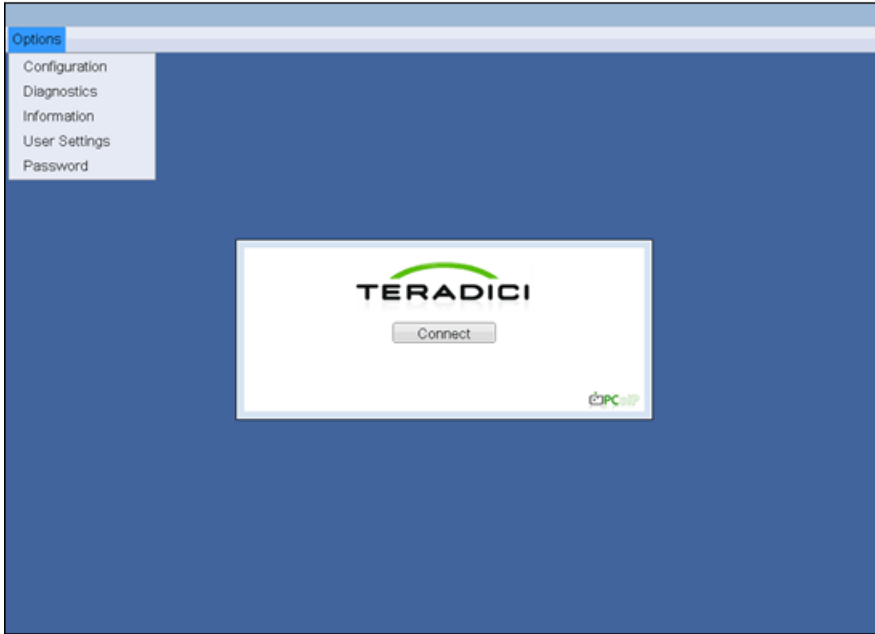 Options
Configuration
Diagnostics
Information
User Settings
Password
TERADICI
Connect
PCoIP